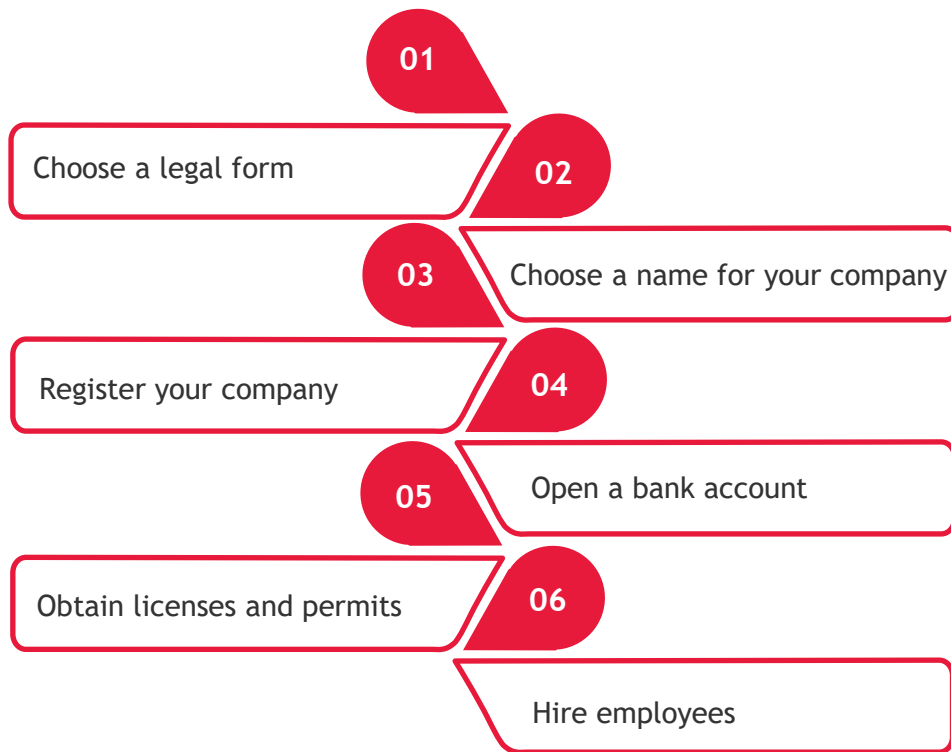 01
Choose a legal form
02
Choose a name for your company
03
Register your company
04
Open a bank account
05
Obtain licenses and permits
06
Hire employees